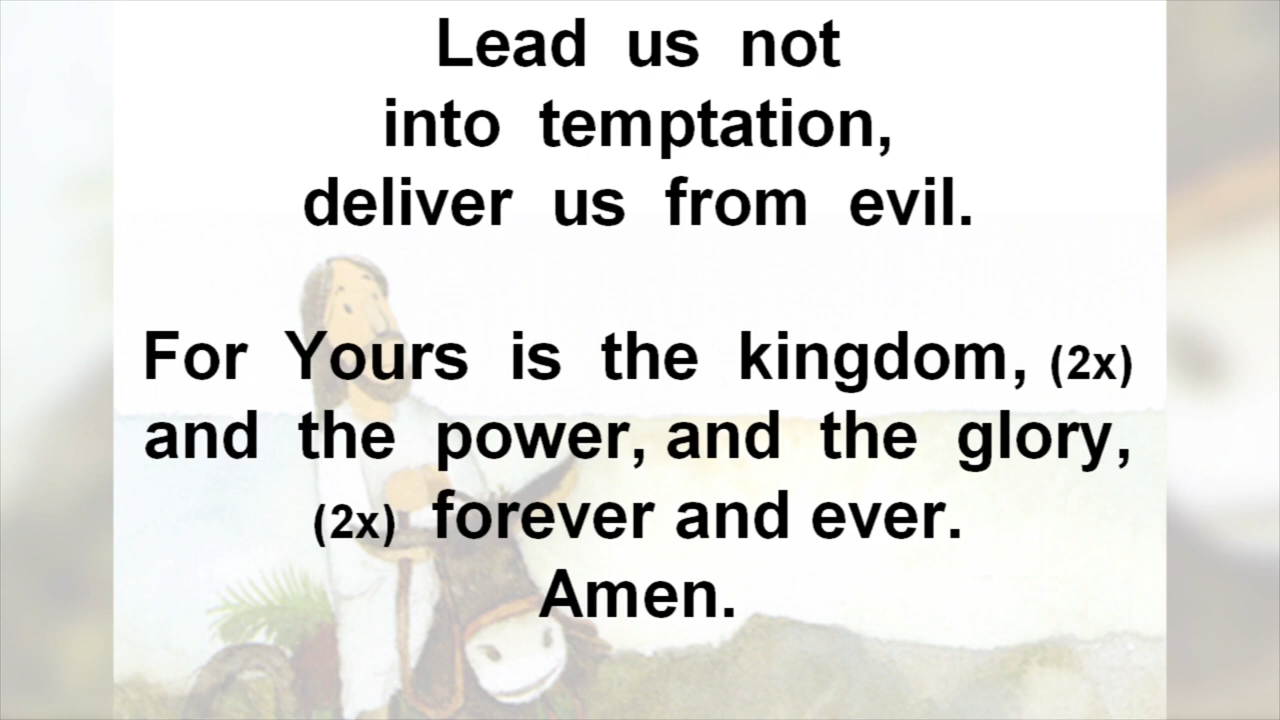 Lead us not
into temptation,
deliver us from evil.
For Yours is the kingdom, (2x)
and the power, and the glory,
(2x) forever and ever.
Amen.